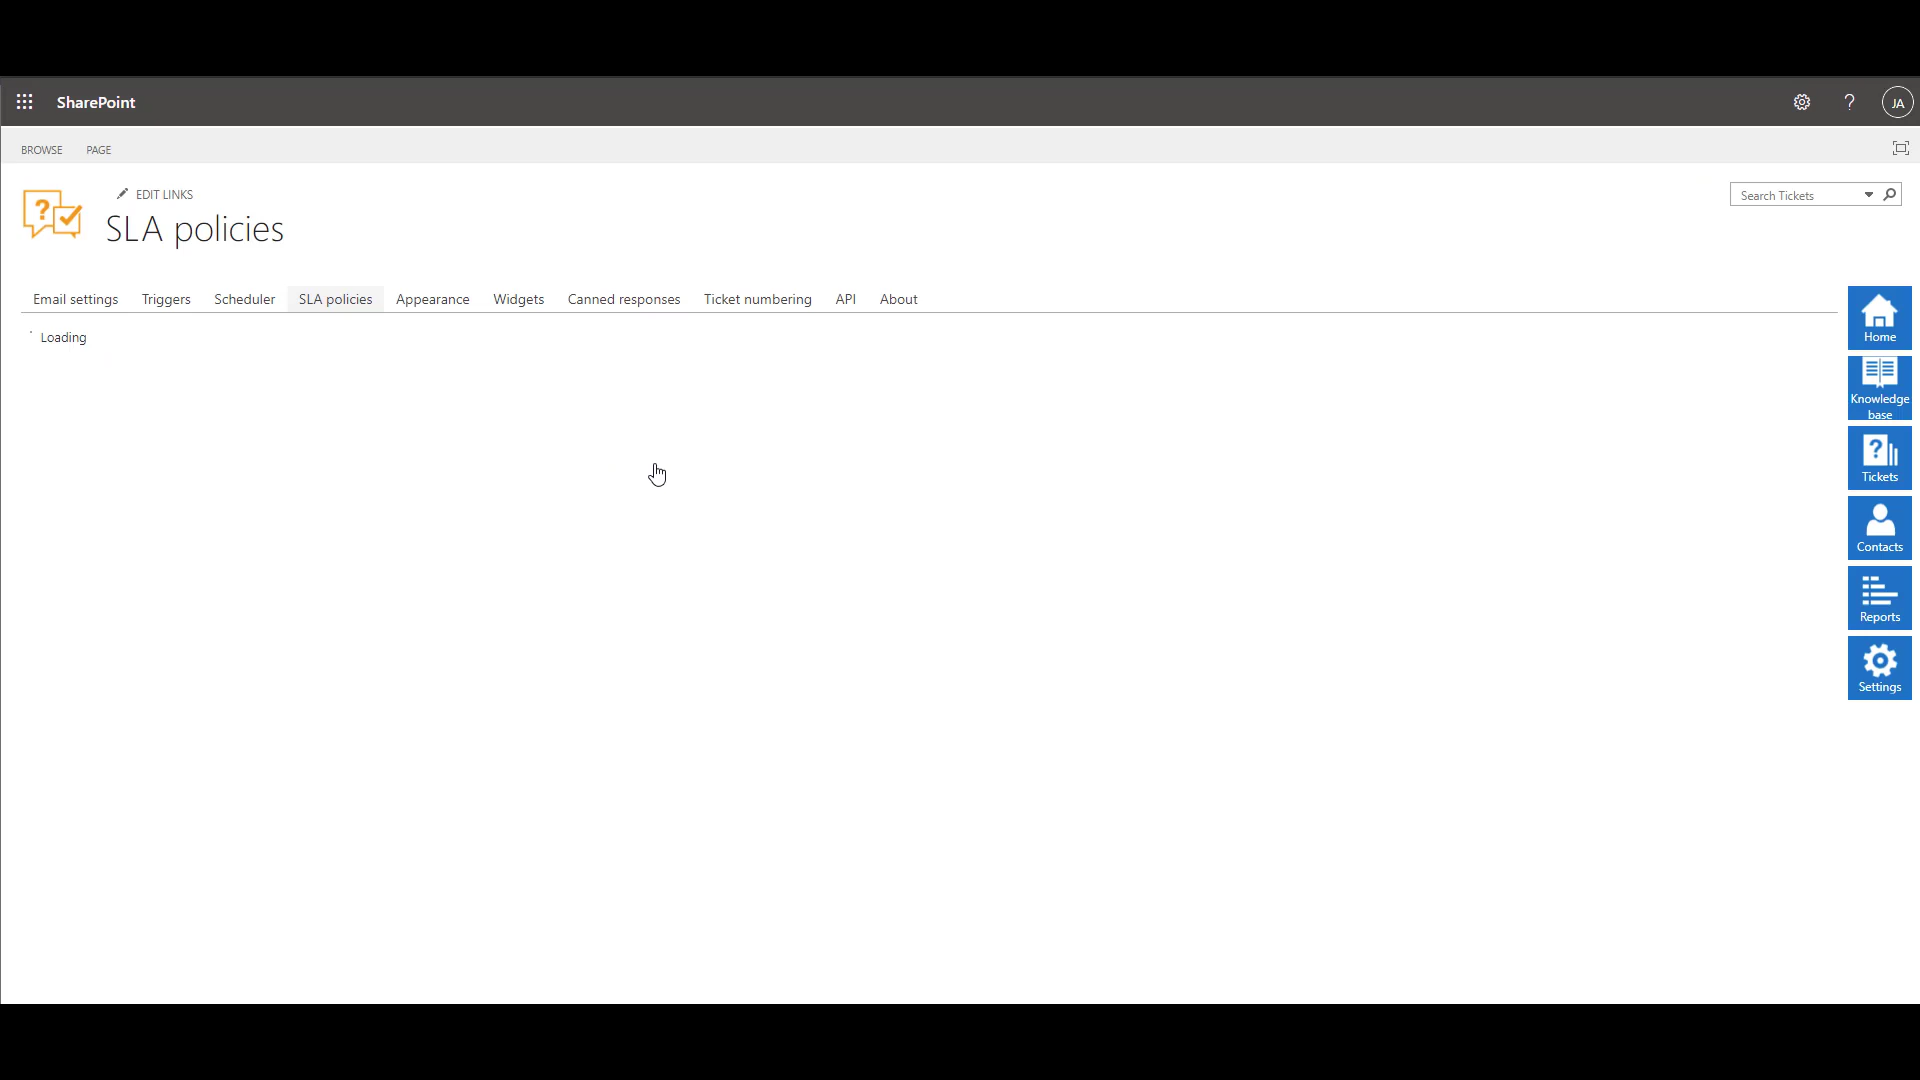 SharePoint
JA
BROWSE PAGE
EDIT LINKS
SLA policies
Search Tickets
Email settings Triggers Scheduler SLA policies Appearance Widgets Canned responses Ticket numbering API About
Loading
Home
Knowledge
base
Tickets
Contacts
Reports
Settings